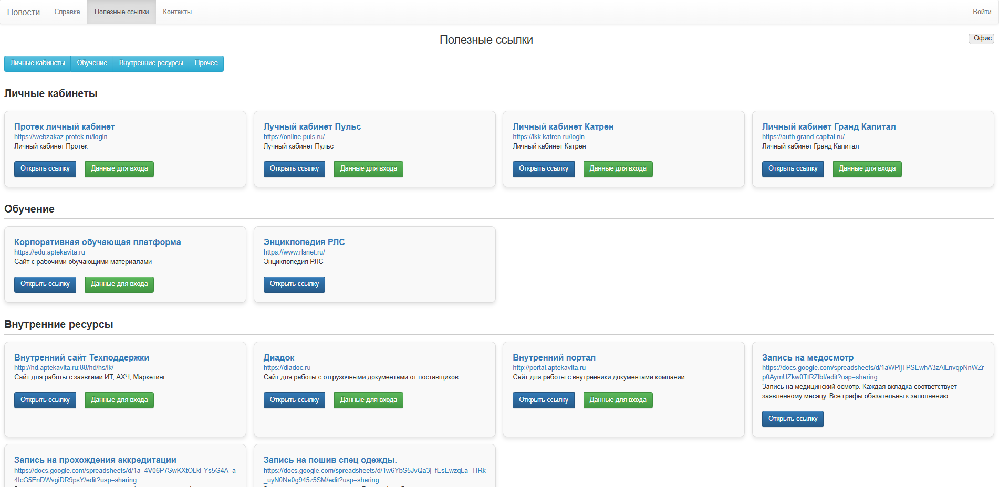 Новости Справка Полезные ссылки Контакты Войти
Полезные ссылки
Офис
Личные кабинеты Обучение Внутренние ресурсы Прочее
Личные кабинеты
Протек личный кабинет
https://webzakaz.protek.ru/login
Личный кабинет Протек
Открыть ссылку Данные для входа
Лучный кабинет Пульс
https://online.puls.ru/
Лучный кабинет Пульс
Открыть ссылку Данные для входа
Личный кабинет Катрен
https://lkk.katren.ru/login
Личный кабинет Катрен
Открыть ссылку Данные для входа
Личный кабинет Гранд Капитал
https://auth.grand-capital.ru/
Личный кабинет Гранд Капитал
Открыть ссылку Данные для входа
Обучение
Корпоративная обучающая платформа
https://edu.aptekavita.ru
Сайт с рабочими обучающими материалами
Открыть ссылку Данные для входа
Энциклопедия РЛС
https://www.rlsnet.ru/
Энциклопедия РЛС
Открыть ссылку
Внутренние ресурсы
Внутренний сайт Техподдержки
http://hd.aptekavita.ru:88/hd/hs/lk/
Сайт для работы с заявками ИТ, АХЧ, Маркетинг
Открыть ссылку Данные для входа
Диадок
https://diadoc.ru
Сайт для работы с отгрузочными документами от поставщиков
Открыть ссылку Данные для входа
Внутренний портал
http://portal.aptekavita.ru
Сайт для работы с внутренники документами компании
Открыть ссылку Данные для входа
Запись на медосмотр
https://docs.google.com/spreadsheets/d/1aWPljTPSEwhA3zAlLnvqpNnWZr
p0AymUZkw0TtRZlbI/edit?usp=sharing
Запись на медицинский осмотр. Каждая вкладка соответствует
заявленному месяцу. Все графы обязательны к заполнению.
Открыть ссылку
Запись на прохождения аккредитации
https://docs.google.com/spreadsheets/d/1a_4V06P7SwKXtOLkFYs5G4A_a
4IcG5EnDWvgiDR9psY/edit?usp=sharing
Запись на пошив спец одежды.
https://docs.google.com/spreadsheets/d/1w6YbS5JvQa3j_fEsEwzqLa_TIRk
_uyN0Na0g945z5SM/edit?usp=sharing